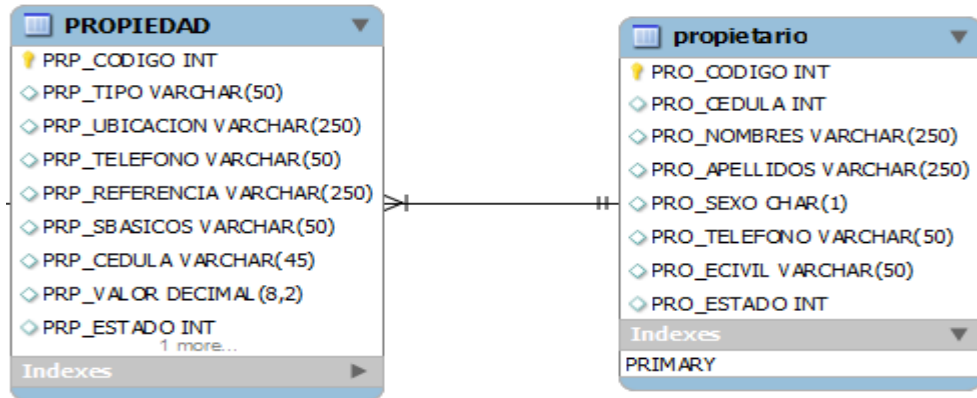 PROPIEDAD
PRP_CODIGO INT
PRP_TIPO VARCHAR(50)
PRP_UBICACION VARCHAR(250)
PRP_TELEFONO VARCHAR(50)
PRP_REFERENCIA VARCHAR(250)
PRP_SBASICOS VARCHAR(50)
PRP_CEDULA VARCHAR(45)
PRP_VALOR DECIMAL(8,2)
PRP_ESTADO INT
1 more...
Indexes
propietario
PRO_CODIGO INT
PRO_CEDULA INT
PRO_NOMBRES VARCHAR(250)
PRO_APELLIDOS VARCHAR(250)
PRO_SEXO CHAR(1)
PRO_TELEFONO VARCHAR(50)
PRO_ECIVIL VARCHAR(50)
PRO_ESTADO INT
Indexes
PRIMARY